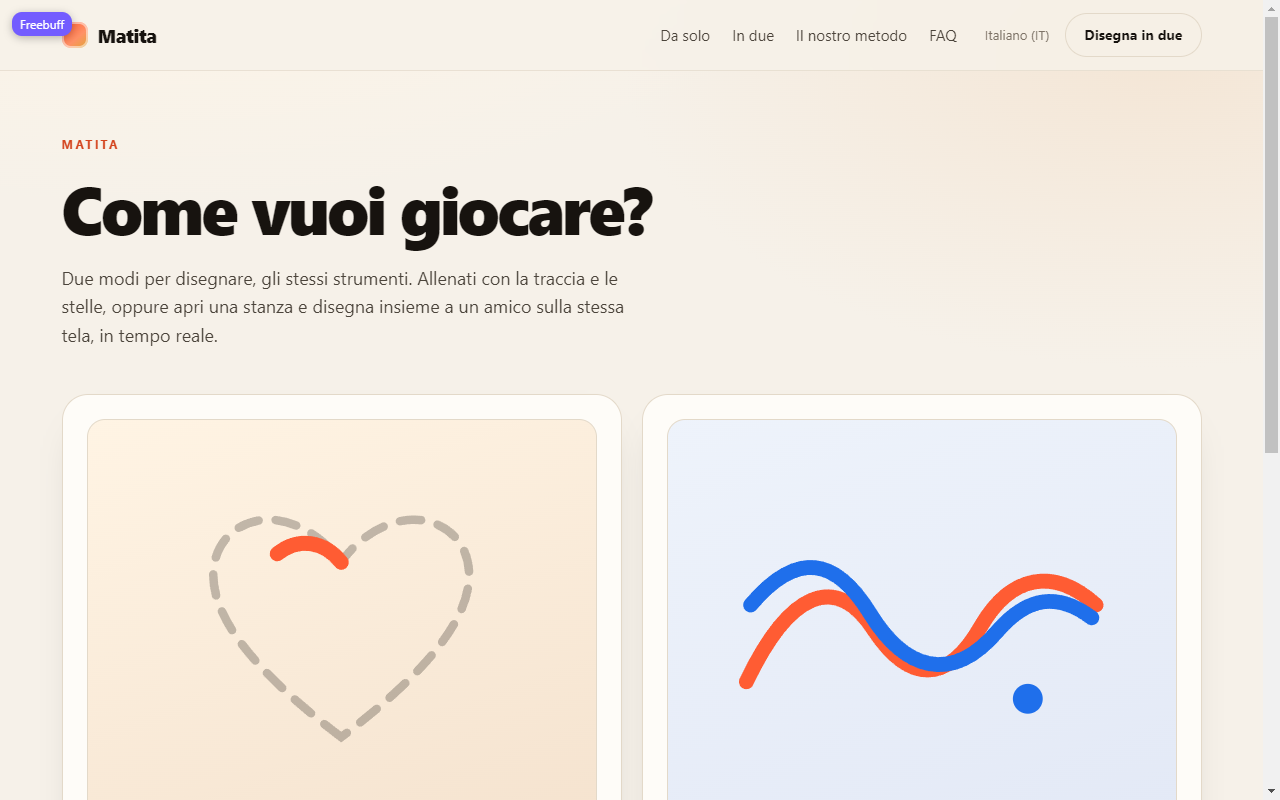 Freebuff
Matita
Da solo
In due
Il nostro metodo
FAQ
Italiano (IT)
Disegna in due
MATITA
Come vuoi giocare?
Due modi per disegnare, gli stessi strumenti. Allenati con la traccia e le
stelle, oppure apri una stanza e disegna insieme a un amico sulla stessa
tela, in tempo reale.